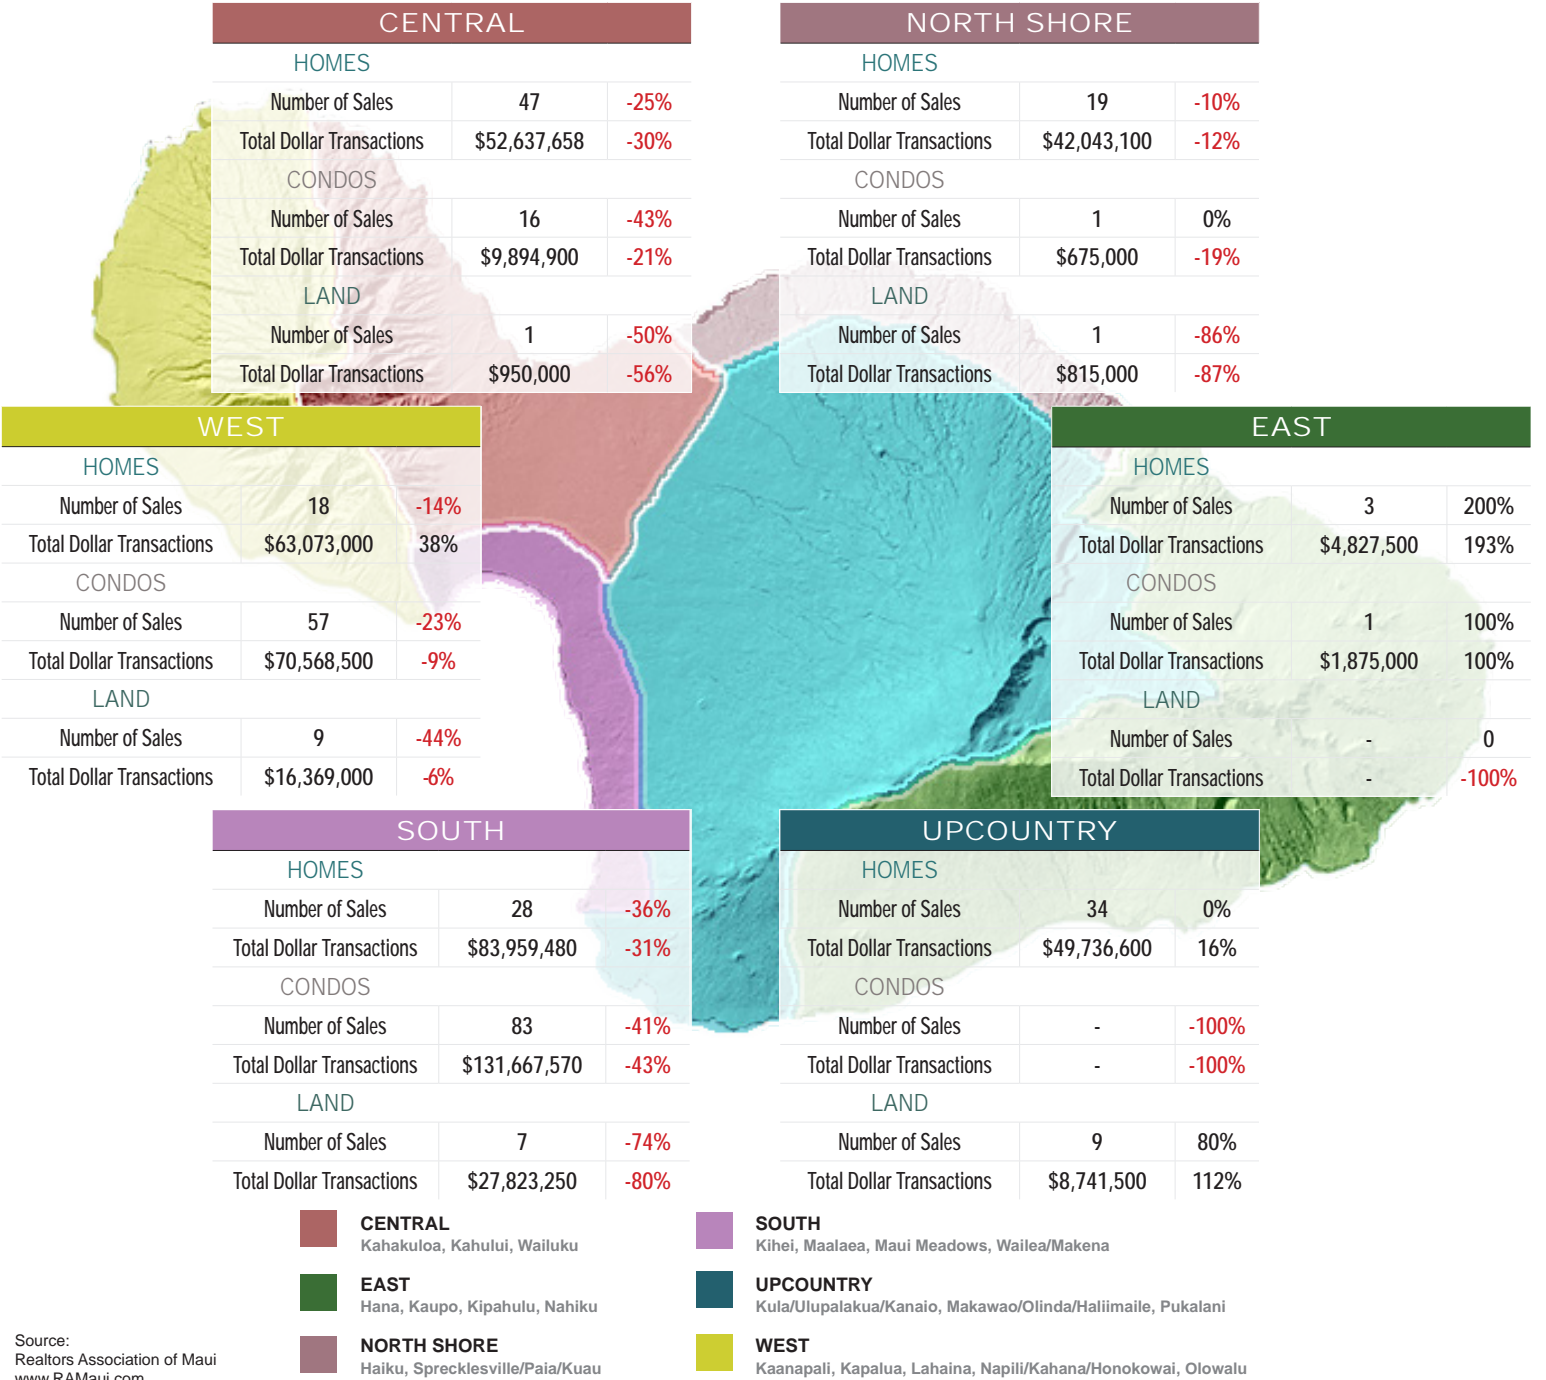 CENTRAL
HOMES
Number of Sales 47 -25%
Total Dollar Transactions $52,637,658 -30%
CONDOS
Number of Sales 16 -43%
Total Dollar Transactions $9,894,900 -21%
LAND
Number of Sales 1 -50%
Total Dollar Transactions $950,000 -56%
NORTH SHORE
HOMES
Number of Sales 19 -10%
Total Dollar Transactions $42,043,100 -12%
CONDOS
Number of Sales 1 0%
Total Dollar Transactions $675,000 -19%
LAND
Number of Sales 1 -86%
Total Dollar Transactions $815,000 -87%
WEST
HOMES
Number of Sales 18 -14%
Total Dollar Transactions $63,073,000 38%
CONDOS
Number of Sales 57 -23%
Total Dollar Transactions $70,568,500 -9%
LAND
Number of Sales 9 -44%
Total Dollar Transactions $16,369,000 -6%
EAST
HOMES
Number of Sales 3 200%
Total Dollar Transactions $4,827,500 193%
CONDOS
Number of Sales 1 100%
Total Dollar Transactions $1,875,000 100%
LAND
Number of Sales - 0
Total Dollar Transactions - -100%
SOUTH
HOMES
Number of Sales 28 -36%
Total Dollar Transactions $83,959,480 -31%
CONDOS
Number of Sales 83 -41%
Total Dollar Transactions $131,667,570 -43%
LAND
Number of Sales 7 -74%
Total Dollar Transactions $27,823,250 -80%
UPCOUNTRY
HOMES
Number of Sales 34 0%
Total Dollar Transactions $49,736,600 16%
CONDOS
Number of Sales - -100%
Total Dollar Transactions - -100%
LAND
Number of Sales 9 80%
Total Dollar Transactions $8,741,500 112%
CENTRAL
Kahakuloa, Kahului, Wailuku
EAST
Hana, Kaupo, Kipahulu, Nahiku
NORTH SHORE
Haiku, Sprecklesville/Paia/Kuau
SOUTH
Kihei, Maalaea, Maui Meadows, Wailea/Makena
UPCOUNTRY
Kula/Ulupalakua/Kanaio, Makawao/Olinda/Haliimaile, Pukalani
WEST
Kaanapali, Kapalua, Lahaina, Napili/Kahana/Honokowai, Olowalu
Source:
Realtors Association of Maui
www.RAMaui.com